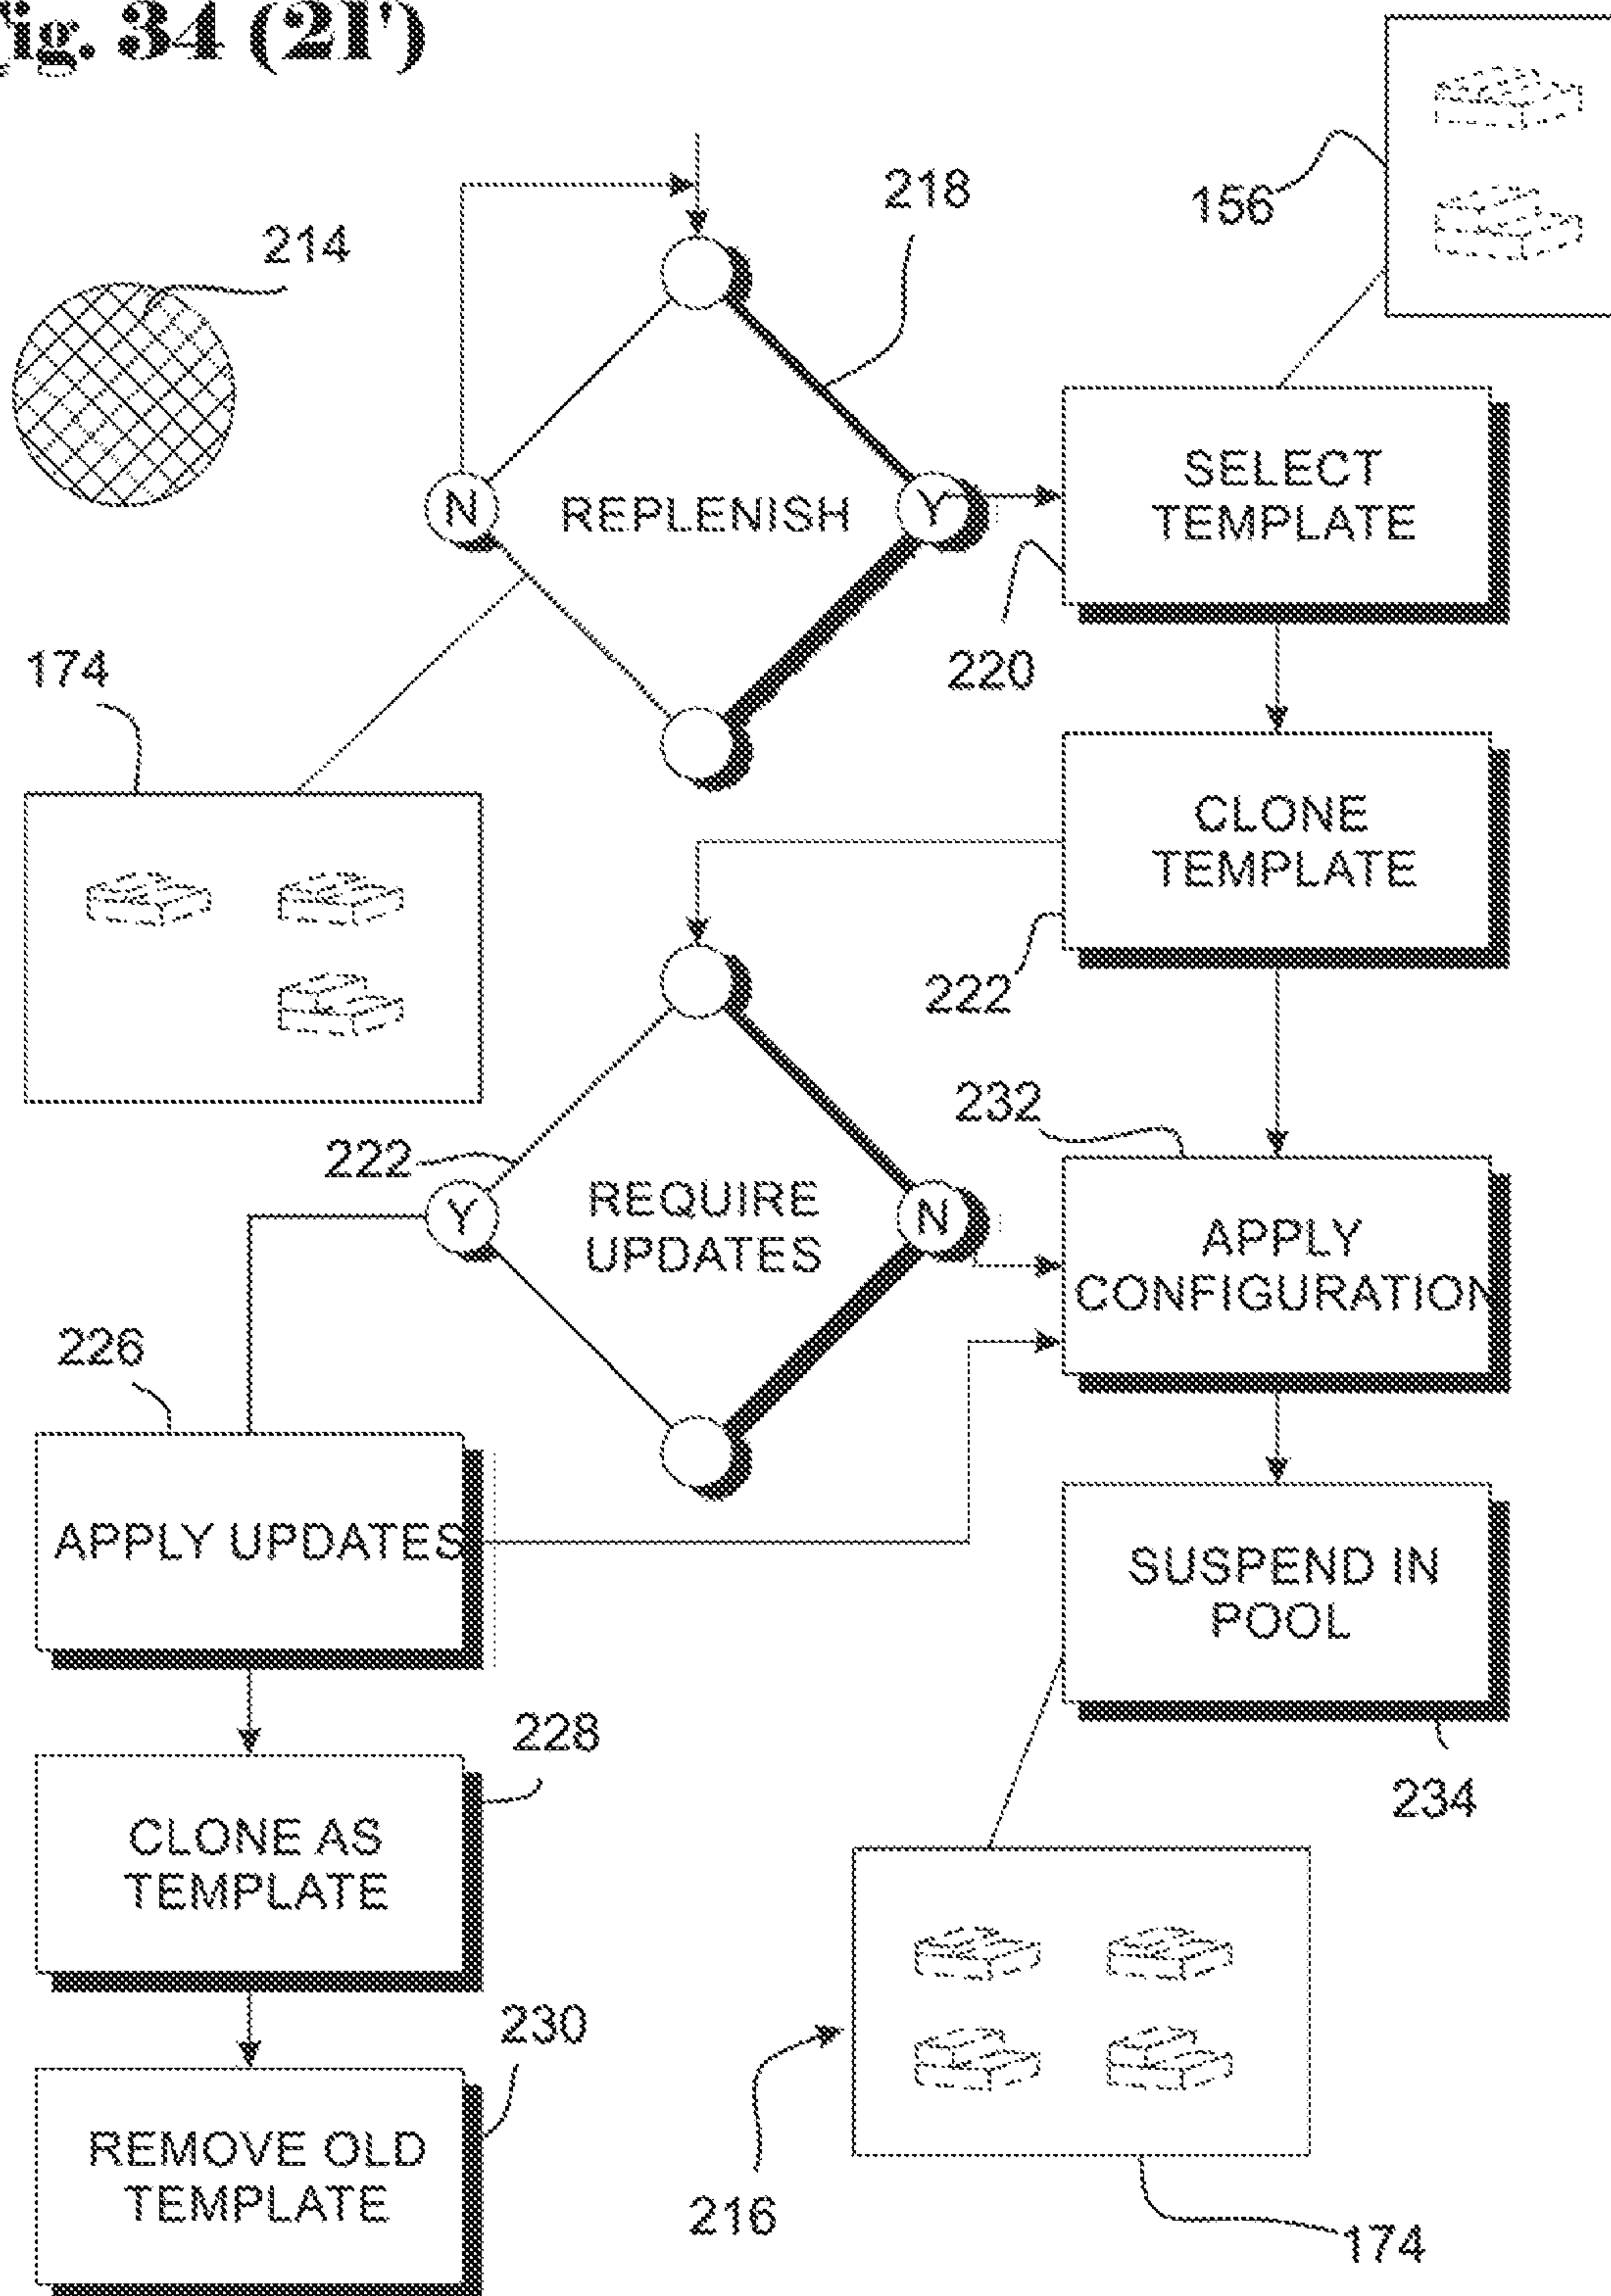 Fig. 34 (21')
218
156
214
N
REPLENISH
Y
SELECT
TEMPLATE
220
174
CLONE
TEMPLATE
222
232
222
Y
REQUIRE
UPDATES
N
APPLY
CONFIGURATION
226
APPLY UPDATES
SUSPEND IN
POOL
228
234
CLONE AS
TEMPLATE
230
REMOVE OLD
TEMPLATE
216
174